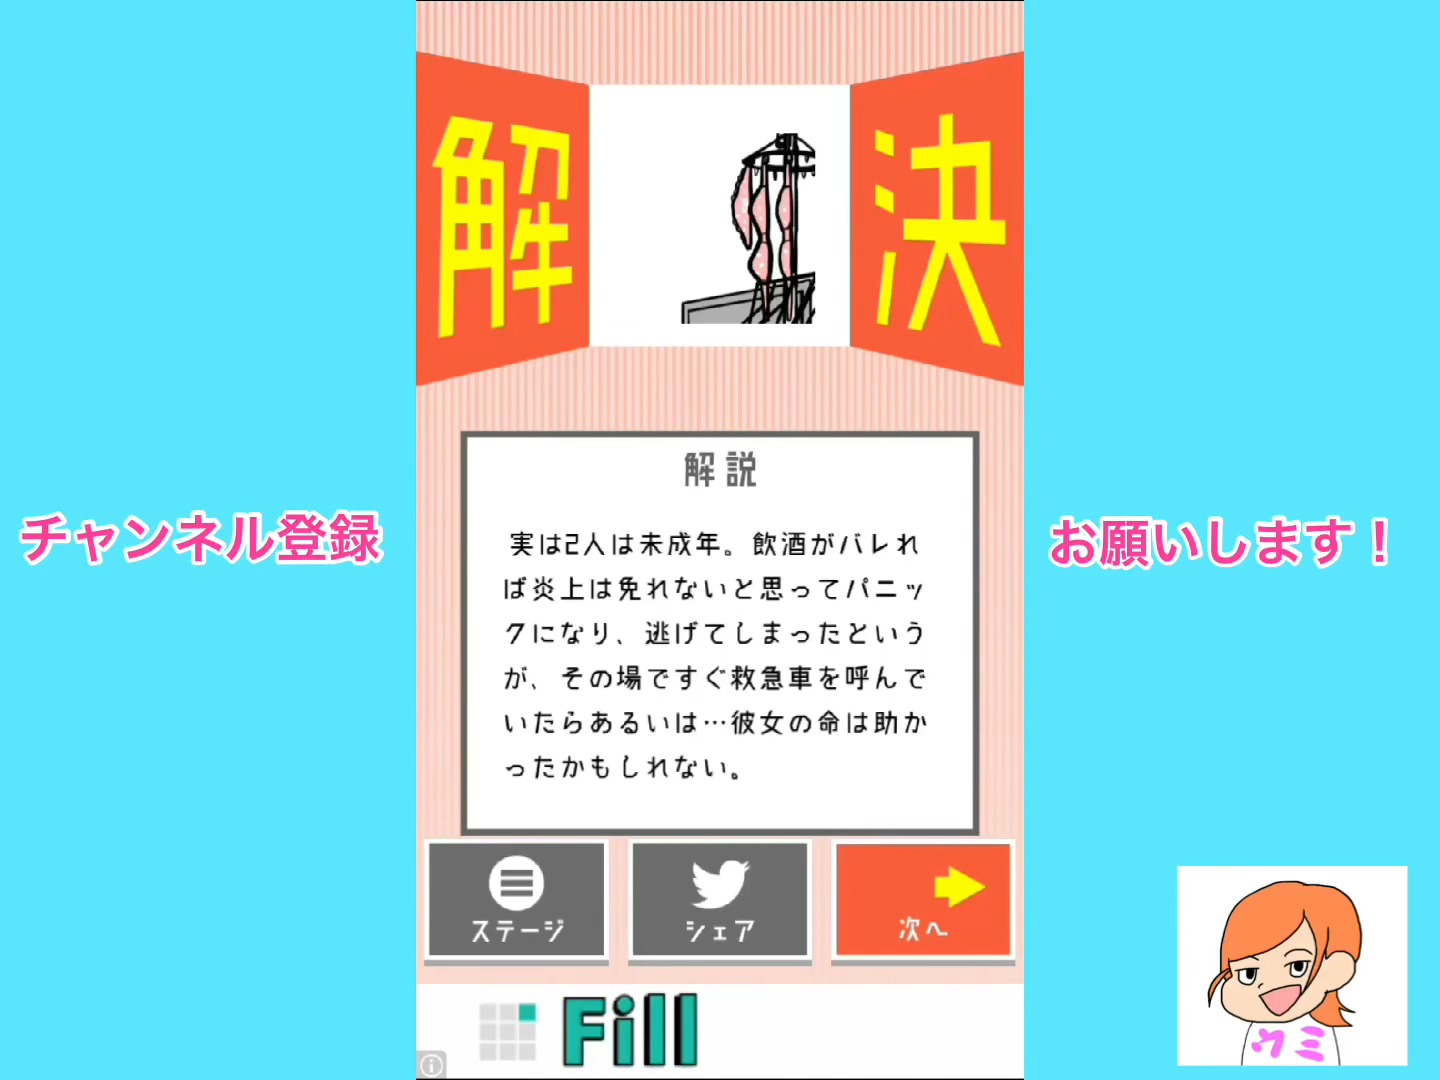 解決
チャンネル登録
お願いします！
解説
実は2人は未成年。飲酒がバレれ
ば炎上は免れないと思ってパニッ
クになり、逃げてしまったという
が、その場ですぐ救急車を呼んで
いたらあるいは…彼女の命は助か
ったかもしれない。
ステージ
シェア
次へ
Fill
ウミ